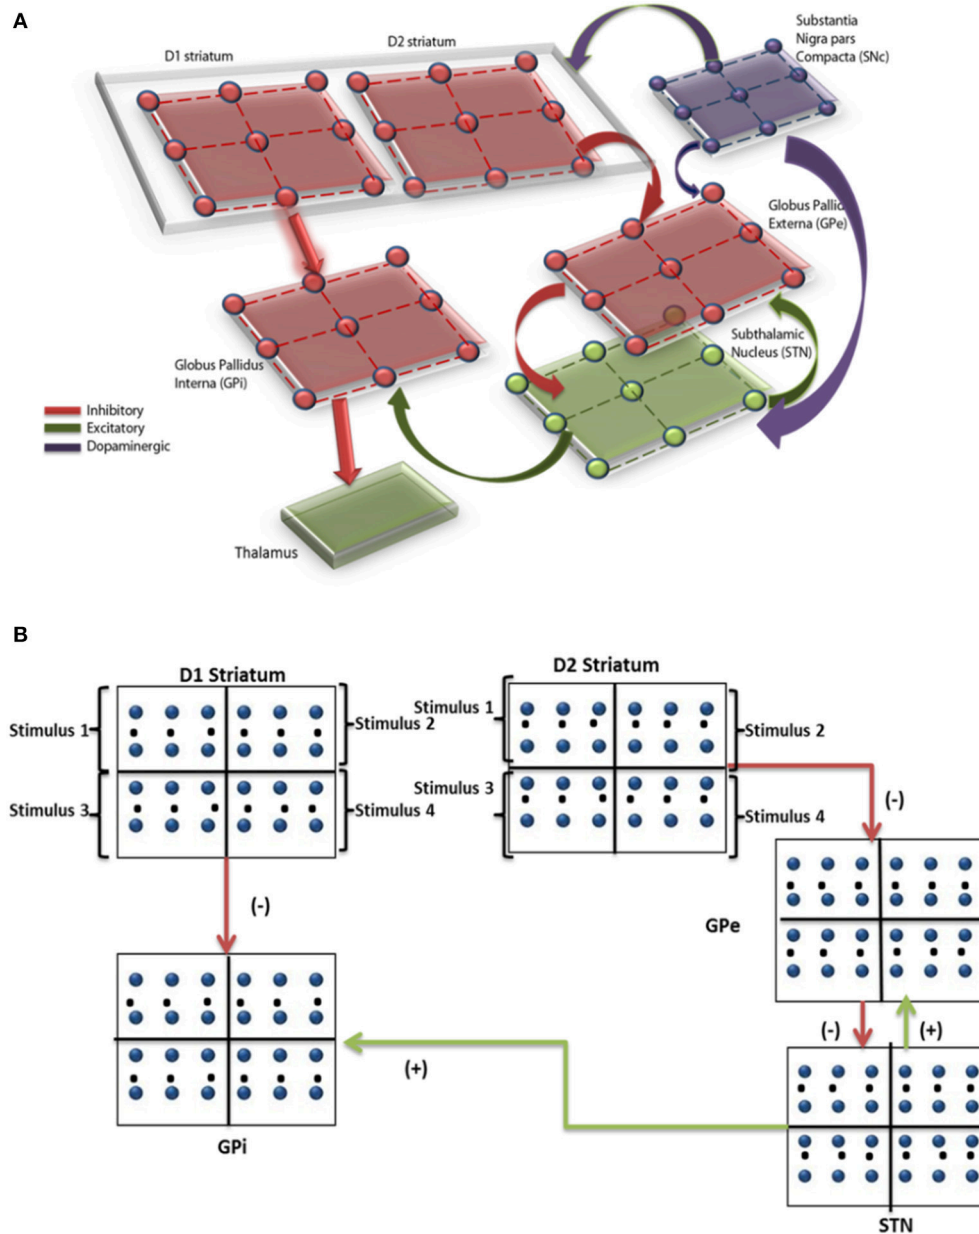 A
D1 striatum
D2 striatum
Substantia
Nigra pars
Compacta (SNc)
Globus Pallid
Externa (GPe)
Subthalamic
Nucleus (STN)
Globus Pallidus
Interna (GPi)
Inhibitory
Excitatory
Dopaminergic
Thalamus
B
D1 Striatum
D2 Striatum
Stimulus 1
Stimulus 2
Stimulus 1
Stimulus 2
Stimulus 3
Stimulus 4
Stimulus 3
Stimulus 4
(-)
(-)
GPe
(-)
(+)
(+)
GPi
STN